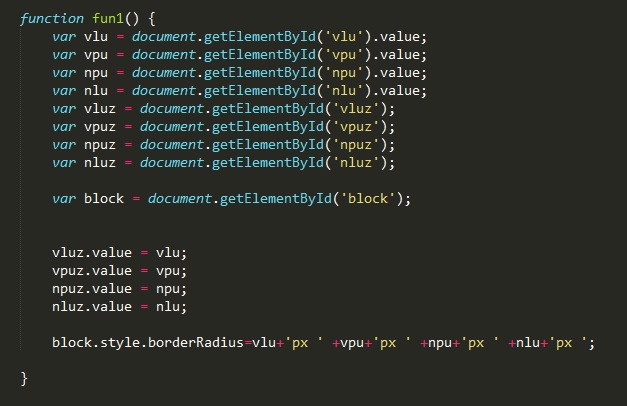 function fun1() {
    var vlu = document.getElementById('vlu').value;
    var vpu = document.getElementById('vpu').value;
    var npu = document.getElementById('npu').value;
    var nlu = document.getElementById('nlu').value;
    var vluz = document.getElementById('vluz');
    var vpuz = document.getElementById('vpuz');
    var npuz = document.getElementById('npuz');
    var nluz = document.getElementById('nluz');
    var block = document.getElementById('block');
    vluz.value = vlu;
    vpuz.value = vpu;
    npuz.value = npu;
    nluz.value = nlu;
    block.style.borderRadius=vlu+'px ' +vpu+'px ' +npu+'px ' +nlu+'px ';
}